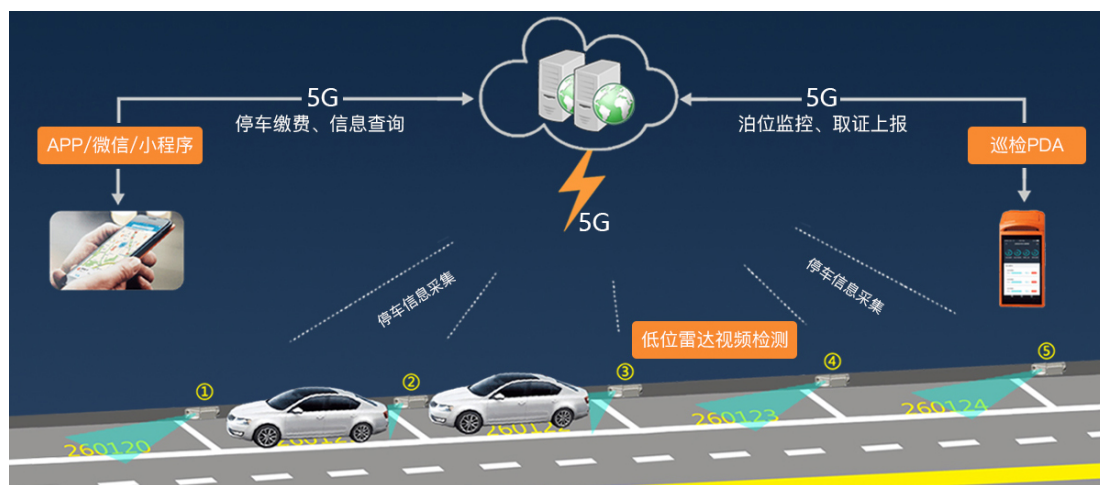 5G
停车缴费、信息查询
5G
泊位监控、取证上报
APP/微信/小程序
巡检PDA
5G
停车信息采集
停车信息采集
低位雷达视频检测
①
②
③
④
⑤
260120
260123
260124